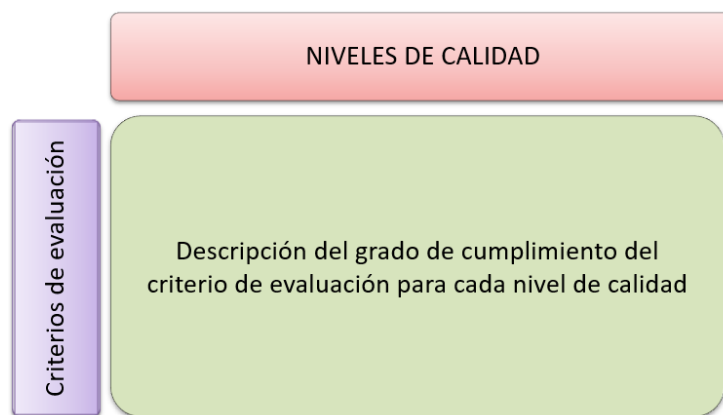 NIVELES DE CALIDAD
Criterios de evaluación
Descripción del grado de cumplimiento del
criterio de evaluación para cada nivel de calidad